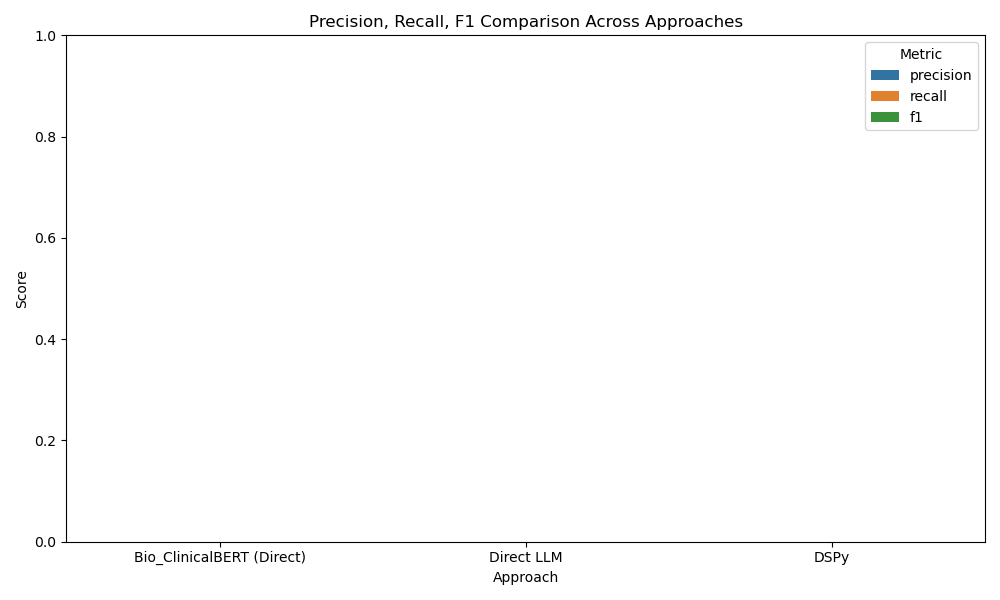 Precision, Recall, F1 Comparison Across Approaches
Metric
precision
recall
f1
1.0
0.8
0.6
0.4
0.2
0.0
Score
Bio_ClinicalBERT (Direct)
Direct LLM
DSPy
Approach